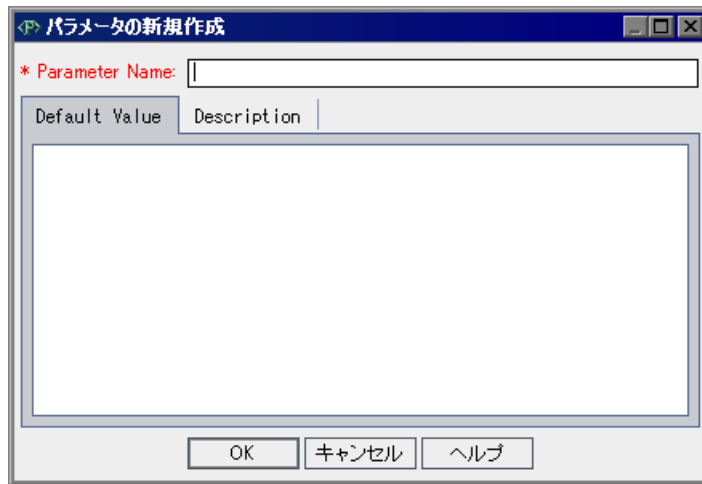 <P> パラメータの新規作成
* Parameter Name:
Default Value Description
OK キャンセル ヘルプ